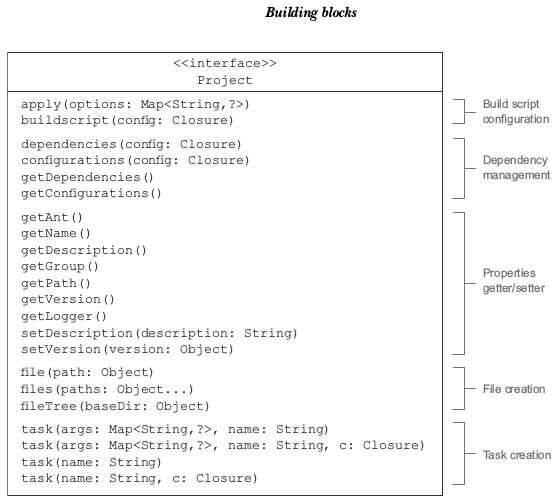 Building blocks
<<interface>>
Project
apply(options: Map<String,?>)
buildscript(config: Closure)
Build script
configuration
dependencies(config: Closure)
configurations(config: Closure)
getDependencies()
getConfigurations()
Dependency
management
getAnt()
getName()
getDescription()
getGroup()
getPath()
getVersion()
getLogger()
setDescription(description: String)
setVersion(version: Object)
Properties
getter/setter
file(path: Object)
files(paths: Object...)
fileTree(baseDir: Object)
File creation
task(args: Map<String,?>, name: String)
task(args: Map<String,?>, name: String, c: Closure)
task(name: String)
task(name: String, c: Closure)
Task creation